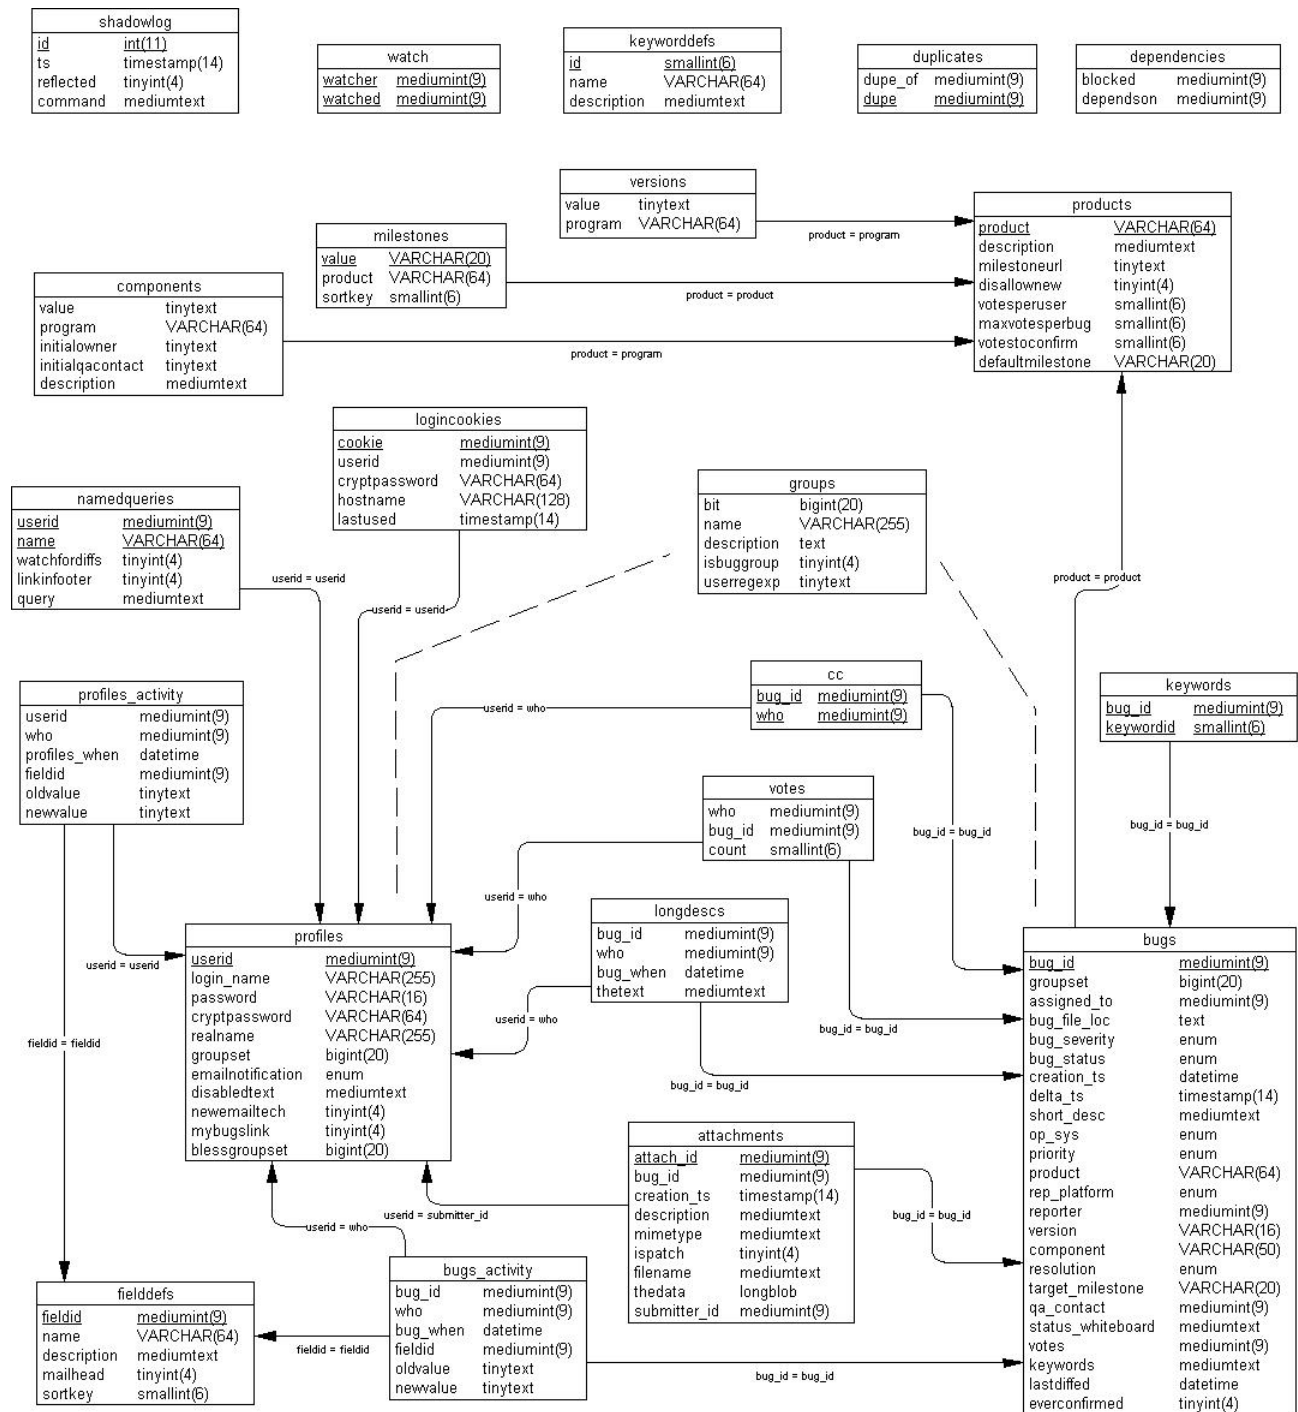 shadowlog
id int(11)
ts timestamp(14)
reflected tinyint(4)
command mediumtext
watch
watcher mediumint(9)
watched mediumint(9)
keyworddefs
id smallint(6)
name VARCHAR(64)
description mediumtext
duplicates
dupe_of mediumint(9)
dupe mediumint(9)
dependencies
blocked mediumint(9)
dependson mediumint(9)
versions
value tinytext
program VARCHAR(64)
product = program
products
product VARCHAR(64)
description mediumtext
milestoneurl tinytext
disallownew tinyint(4)
votesperuser smallint(6)
maxvotesperbug smallint(6)
votestoconfirm smallint(6)
defaultmilestone VARCHAR(20)
milestones
value VARCHAR(20)
product VARCHAR(64)
sortkey smallint(6)
product = product
components
value tinytext
program VARCHAR(64)
initialowner tinytext
initialqacontact tinytext
description mediumtext
product = program
logincookies
cookie mediumint(9)
userid mediumint(9)
cryptpassword VARCHAR(64)
hostname VARCHAR(128)
lastused timestamp(14)
namedqueries
userid mediumint(9)
name VARCHAR(64)
watchfordiffs tinyint(4)
linkinfooter tinyint(4)
query mediumtext
userid = userid
userid = userid
groups
bit bigint(20)
name VARCHAR(255)
description text
isbuggroup tinyint(4)
userregexp tinytext
product = product
profiles_activity
userid mediumint(9)
who mediumint(9)
profiles_when datetime
fieldid mediumint(9)
oldvalue tinytext
newvalue tinytext
cc
bug_id mediumint(9)
who mediumint(9)
userid = who
keywords
bug_id mediumint(9)
keywordid smallint(6)
votes
who mediumint(9)
bug_id mediumint(9)
count smallint(6)
bug_id = bug_id
bug_id = bug_id
userid = who
longdescs
bug_id mediumint(9)
who mediumint(9)
bug_when datetime
thetext mediumtext
userid = userid
fieldid = fieldid
profiles
userid mediumint(9)
login_name VARCHAR(255)
password VARCHAR(16)
cryptpassword VARCHAR(64)
realname VARCHAR(255)
groupset bigint(20)
emailnotification enum
disabledtext mediumtext
newemailtech tinyint(4)
mybugslink tinyint(4)
blessgroupset bigint(20)
userid = who
bug_id = bug_id
bug_id = bug_id
bugs
bug_id mediumint(9)
groupset bigint(20)
assigned_to mediumint(9)
bug_file_loc text
bug_severity enum
bug_status enum
creation_ts datetime
delta_ts timestamp(14)
short_desc mediumtext
op_sys enum
priority enum
product VARCHAR(64)
rep_platform enum
reporter mediumint(9)
version VARCHAR(16)
component VARCHAR(50)
resolution enum
target_milestone VARCHAR(20)
qa_contact mediumint(9)
status_whiteboard mediumtext
votes mediumint(9)
keywords mediumtext
lastdiffed datetime
everconfirmed tinyint(4)
attachments
attach_id mediumint(9)
bug_id mediumint(9)
creation_ts timestamp(14)
description mediumtext
mimetype mediumtext
ispatch tinyint(4)
filename mediumtext
thedata longblob
submitter_id mediumint(9)
userid = submitter_id
userid = who
bug_id = bug_id
bugs_activity
bug_id mediumint(9)
who mediumint(9)
bug_when datetime
fieldid mediumint(9)
oldvalue tinytext
newvalue tinytext
fielddefs
fieldid mediumint(9)
name VARCHAR(64)
description mediumtext
mailhead tinyint(4)
sortkey smallint(6)
fieldid = fieldid
bug_id = bug_id